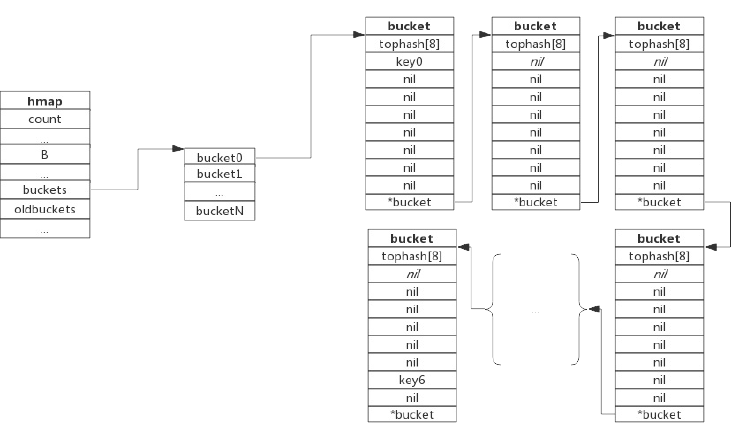 hmap
count
...
B
...
buckets
oldbuckets
...
bucket0
bucket1
...
bucketN
bucket
tophash[8]
key0
nil
nil
nil
nil
nil
nil
nil
*bucket
bucket
tophash[8]
nil
nil
nil
nil
nil
nil
nil
nil
*bucket
bucket
tophash[8]
nil
nil
nil
nil
nil
nil
nil
nil
*bucket
bucket
tophash[8]
nil
nil
nil
nil
nil
nil
key6
nil
*bucket
...
bucket
tophash[8]
nil
nil
nil
nil
nil
nil
nil
nil
*bucket